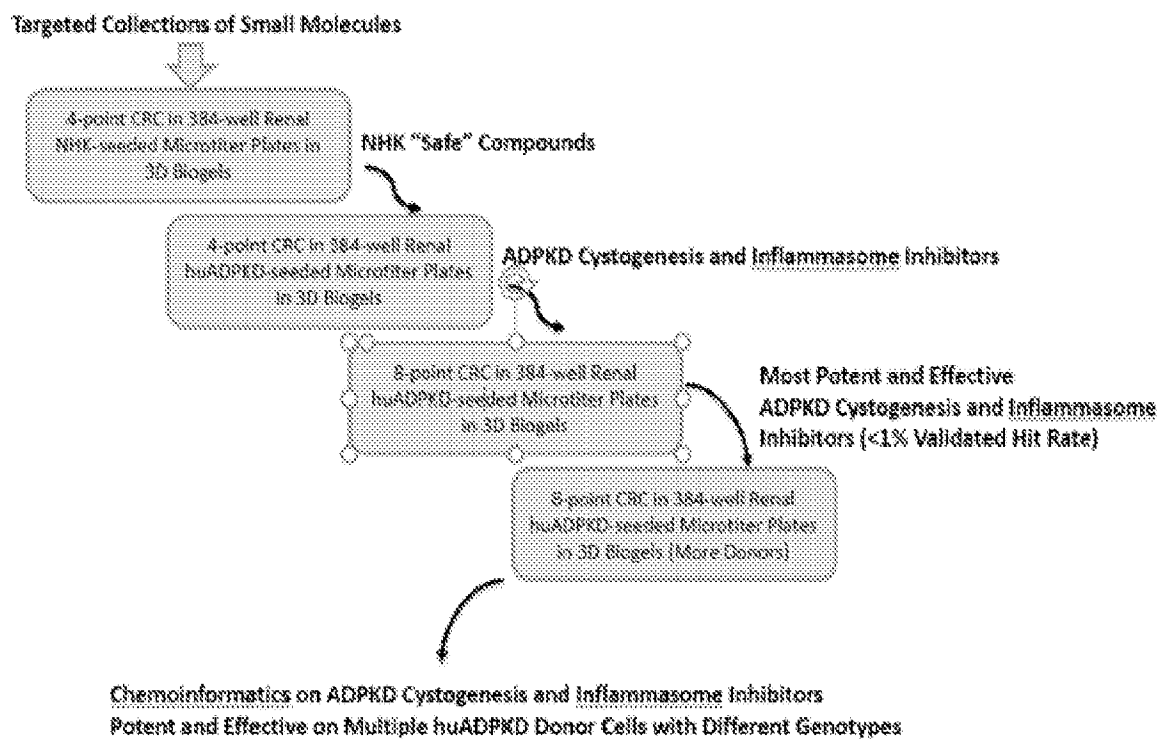 Targeted Collections of Small Molecules
4-point CRC in 384-well Renal
NHK-seeded Microtiter Plates in
3D Biogels
NHK "Safe" Compounds
4-point CRC in 384-well Renal
huADPKD-seeded Microtiter Plates
in 3D Biogels
ADPKD Cystogenesis and Inflammasome Inhibitors
8-point CRC in 384-well Renal
huADPKD-seeded Microtiter Plates
in 3D Biogels
Most Potent and Effective
ADPKD Cystogenesis and Inflammasome
Inhibitors (<1% Validated Hit Rate)
8-point CRC in 384-well Renal
huADPKD-seeded Microtiter Plates
in 3D Biogels (More Donors)
Chemoinformatics on ADPKD Cystogenesis and Inflammasome Inhibitors
Potent and Effective on Multiple huADPKD Donor Cells with Different Genotypes